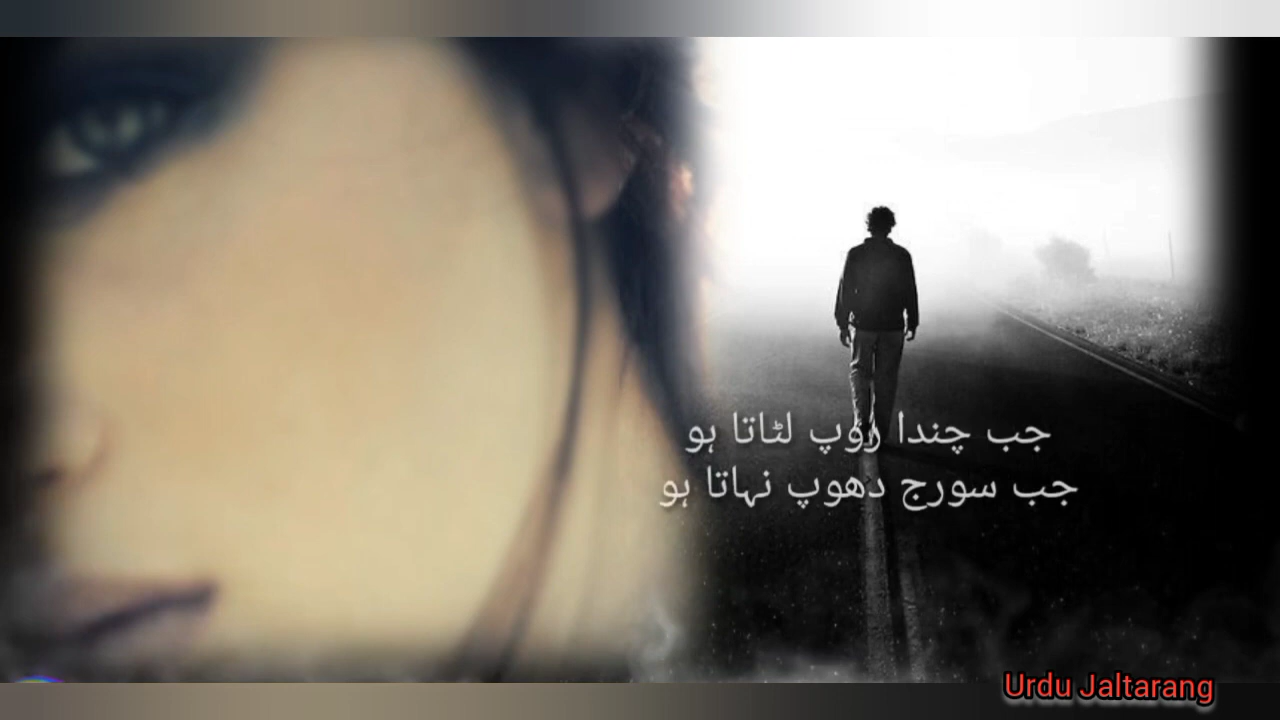 جب چندا روپ لٹاتا ہو
جب سورج دھوپ نہاتا ہو
Urdu Jaltarang